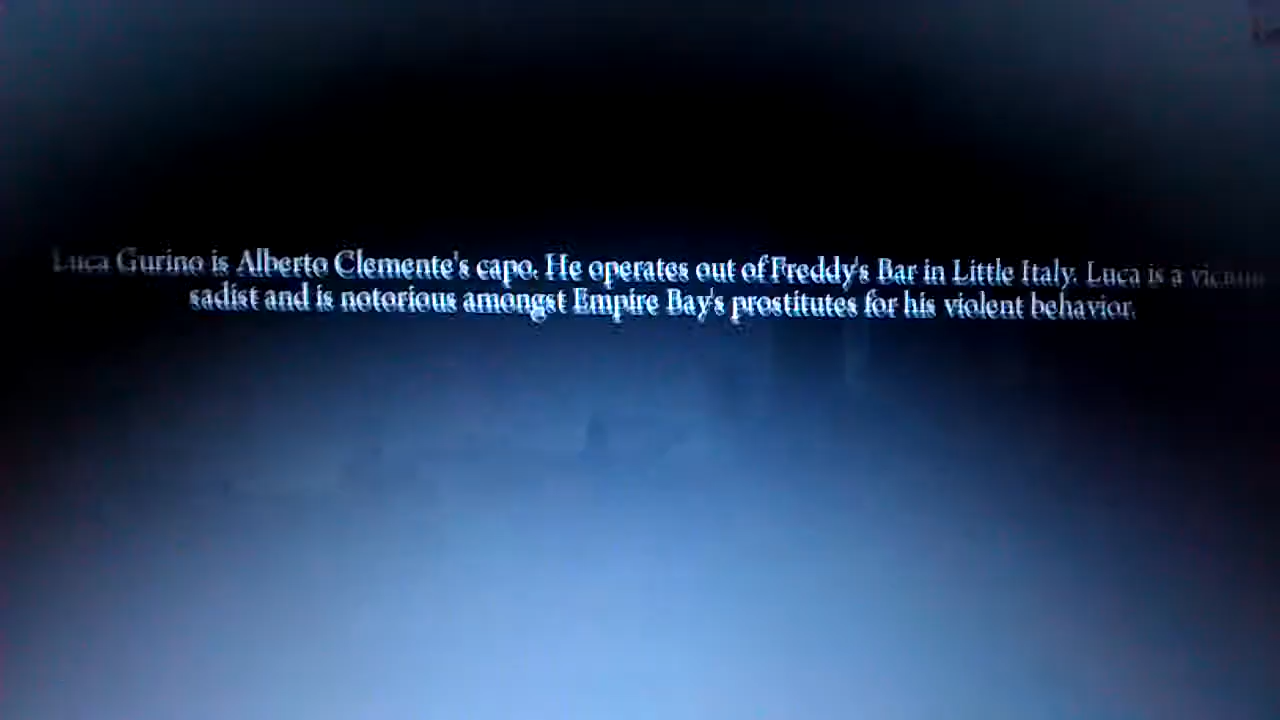 Luca Gurino is Alberto Clemente's capo. He operates out of Freddy's Bar in Little Italy. Luca is a
sadist and is notorious amongst Empire Bay's prostitutes for his violent behavior.